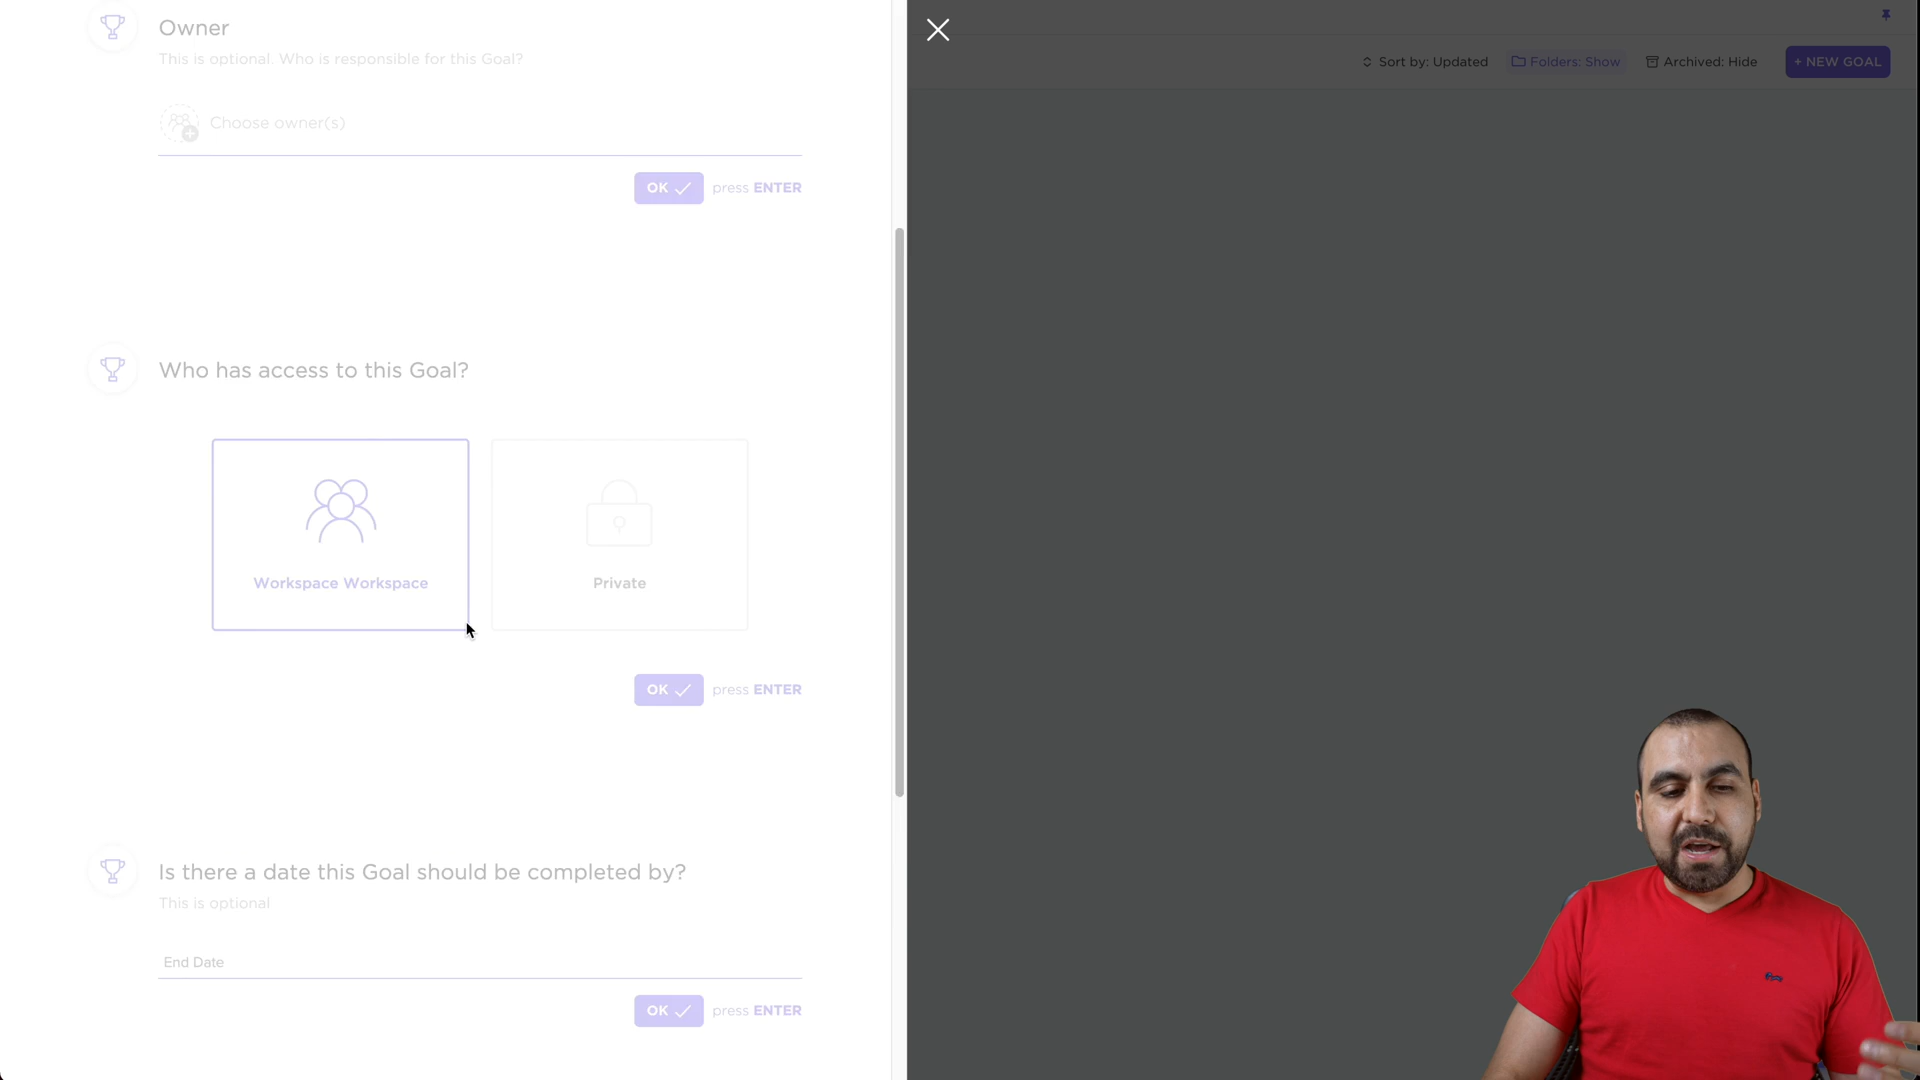 Owner
This is optional. Who is responsible for this Goal?
Choose owner(s)
OK press ENTER
Who has access to this Goal?
Workspace Workspace
Private
OK press ENTER
Is there a date this Goal should be completed by?
This is optional
End Date
OK press ENTER
Sort by: Updated
Folders: Show
Archived: Hide
+ NEW GOAL